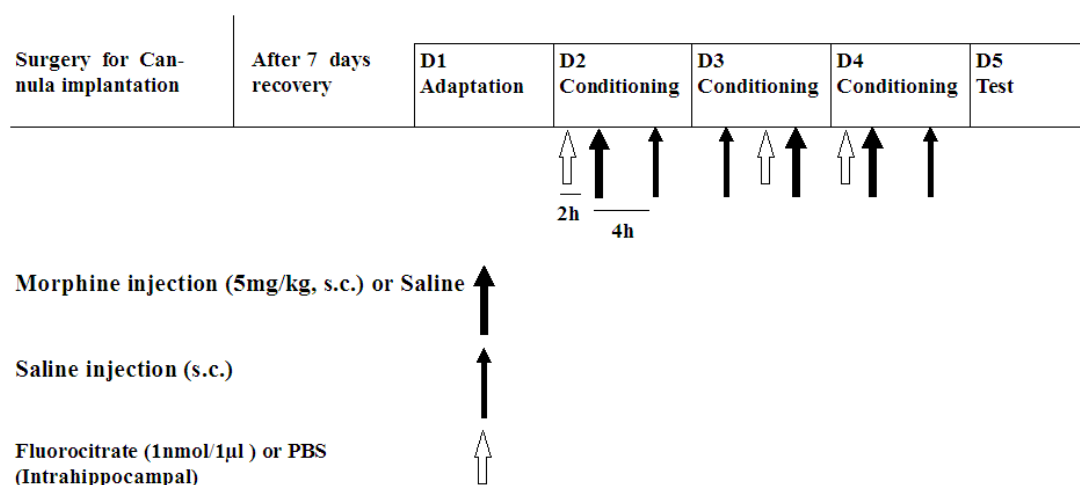 Surgery for Can-
nula implantation
After 7 days
recovery
D1
Adaptation
D2
Conditioning
D3
Conditioning
D4
Conditioning
D5
Test
2h
4h
Morphine injection (5mg/kg, s.c.) or Saline
Saline injection (s.c.)
Fluorocitrate (1nmol/1µl ) or PBS
(Intrahippocampal)